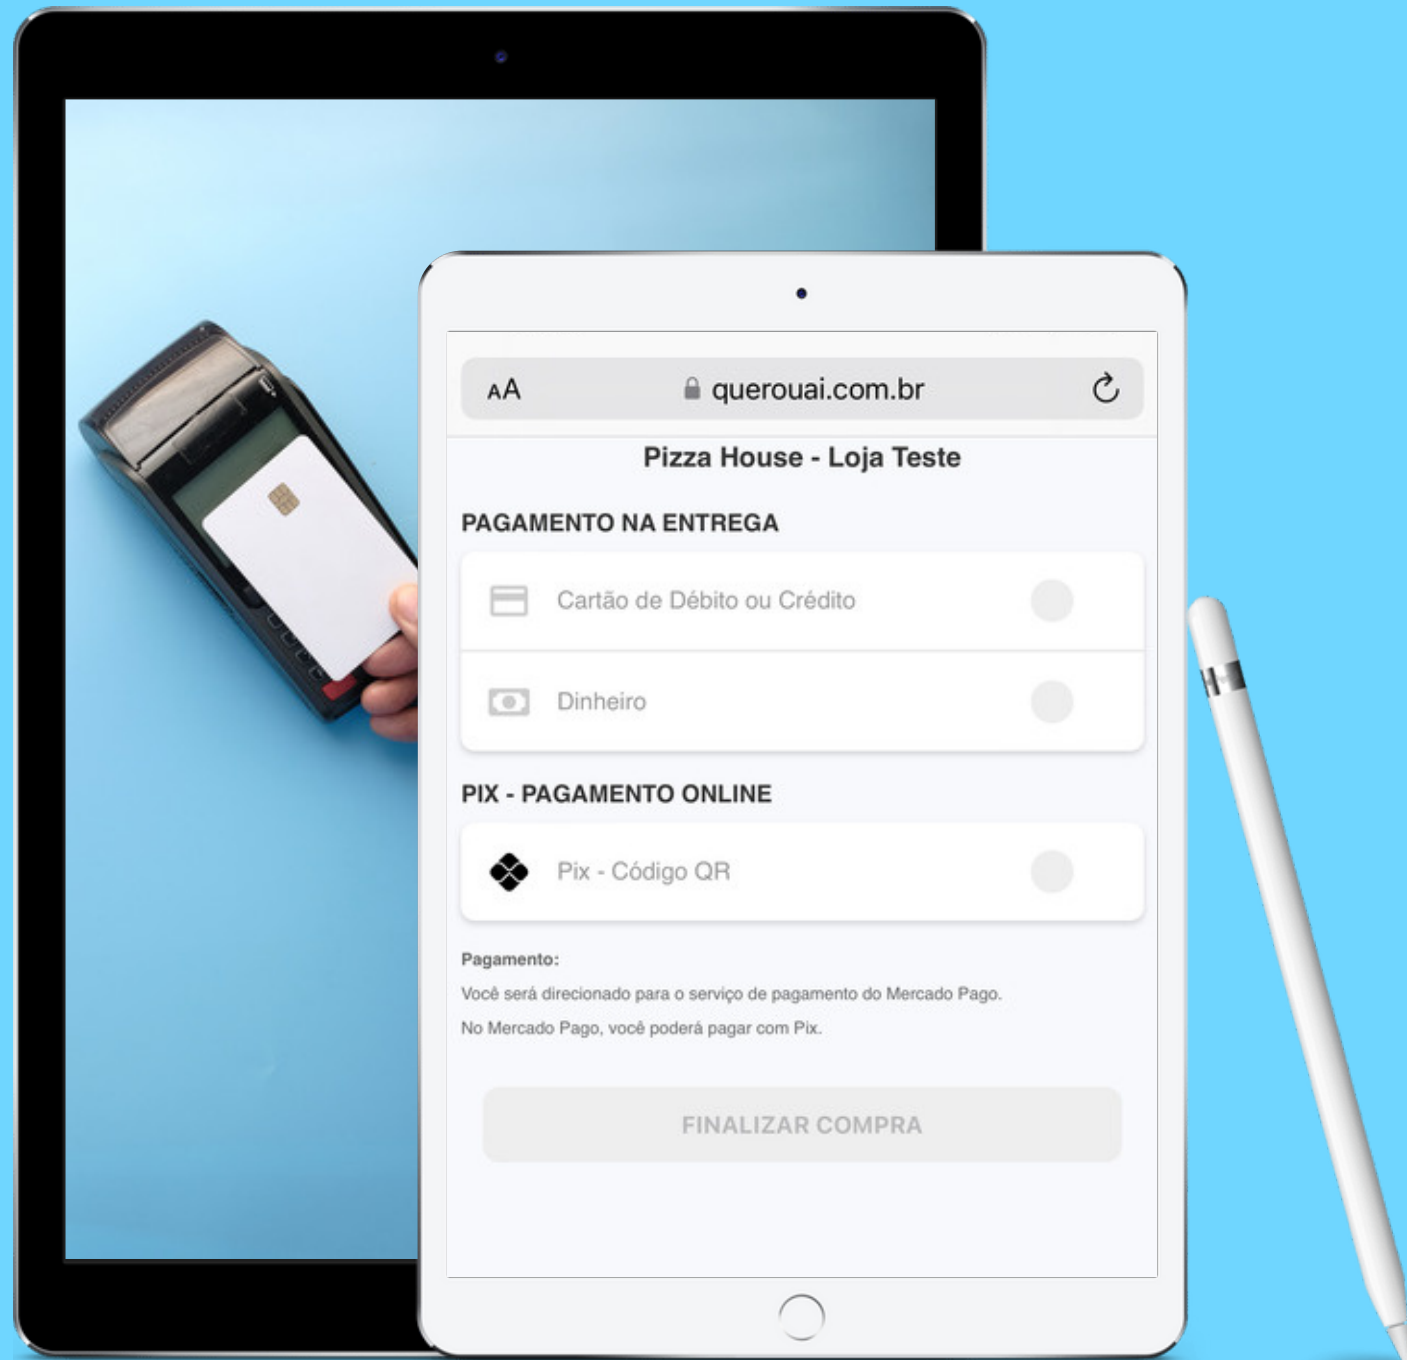 AA querouai.com.br
Pizza House - Loja Teste
PAGAMENTO NA ENTREGA
Cartão de Débito ou Crédito
Dinheiro
PIX - PAGAMENTO ONLINE
Pix - Código QR
Pagamento:
Você será direcionado para o serviço de pagamento do Mercado Pago.
No Mercado Pago, você poderá pagar com Pix.
FINALIZAR COMPRA